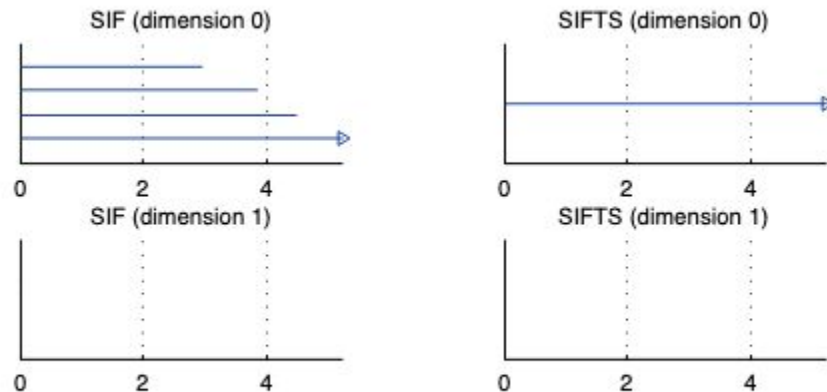 SIF (dimension 0)
0 2 4
SIFTS (dimension 0)
0 2 4
SIF (dimension 1)
0 2 4
SIFTS (dimension 1)
0 2 4